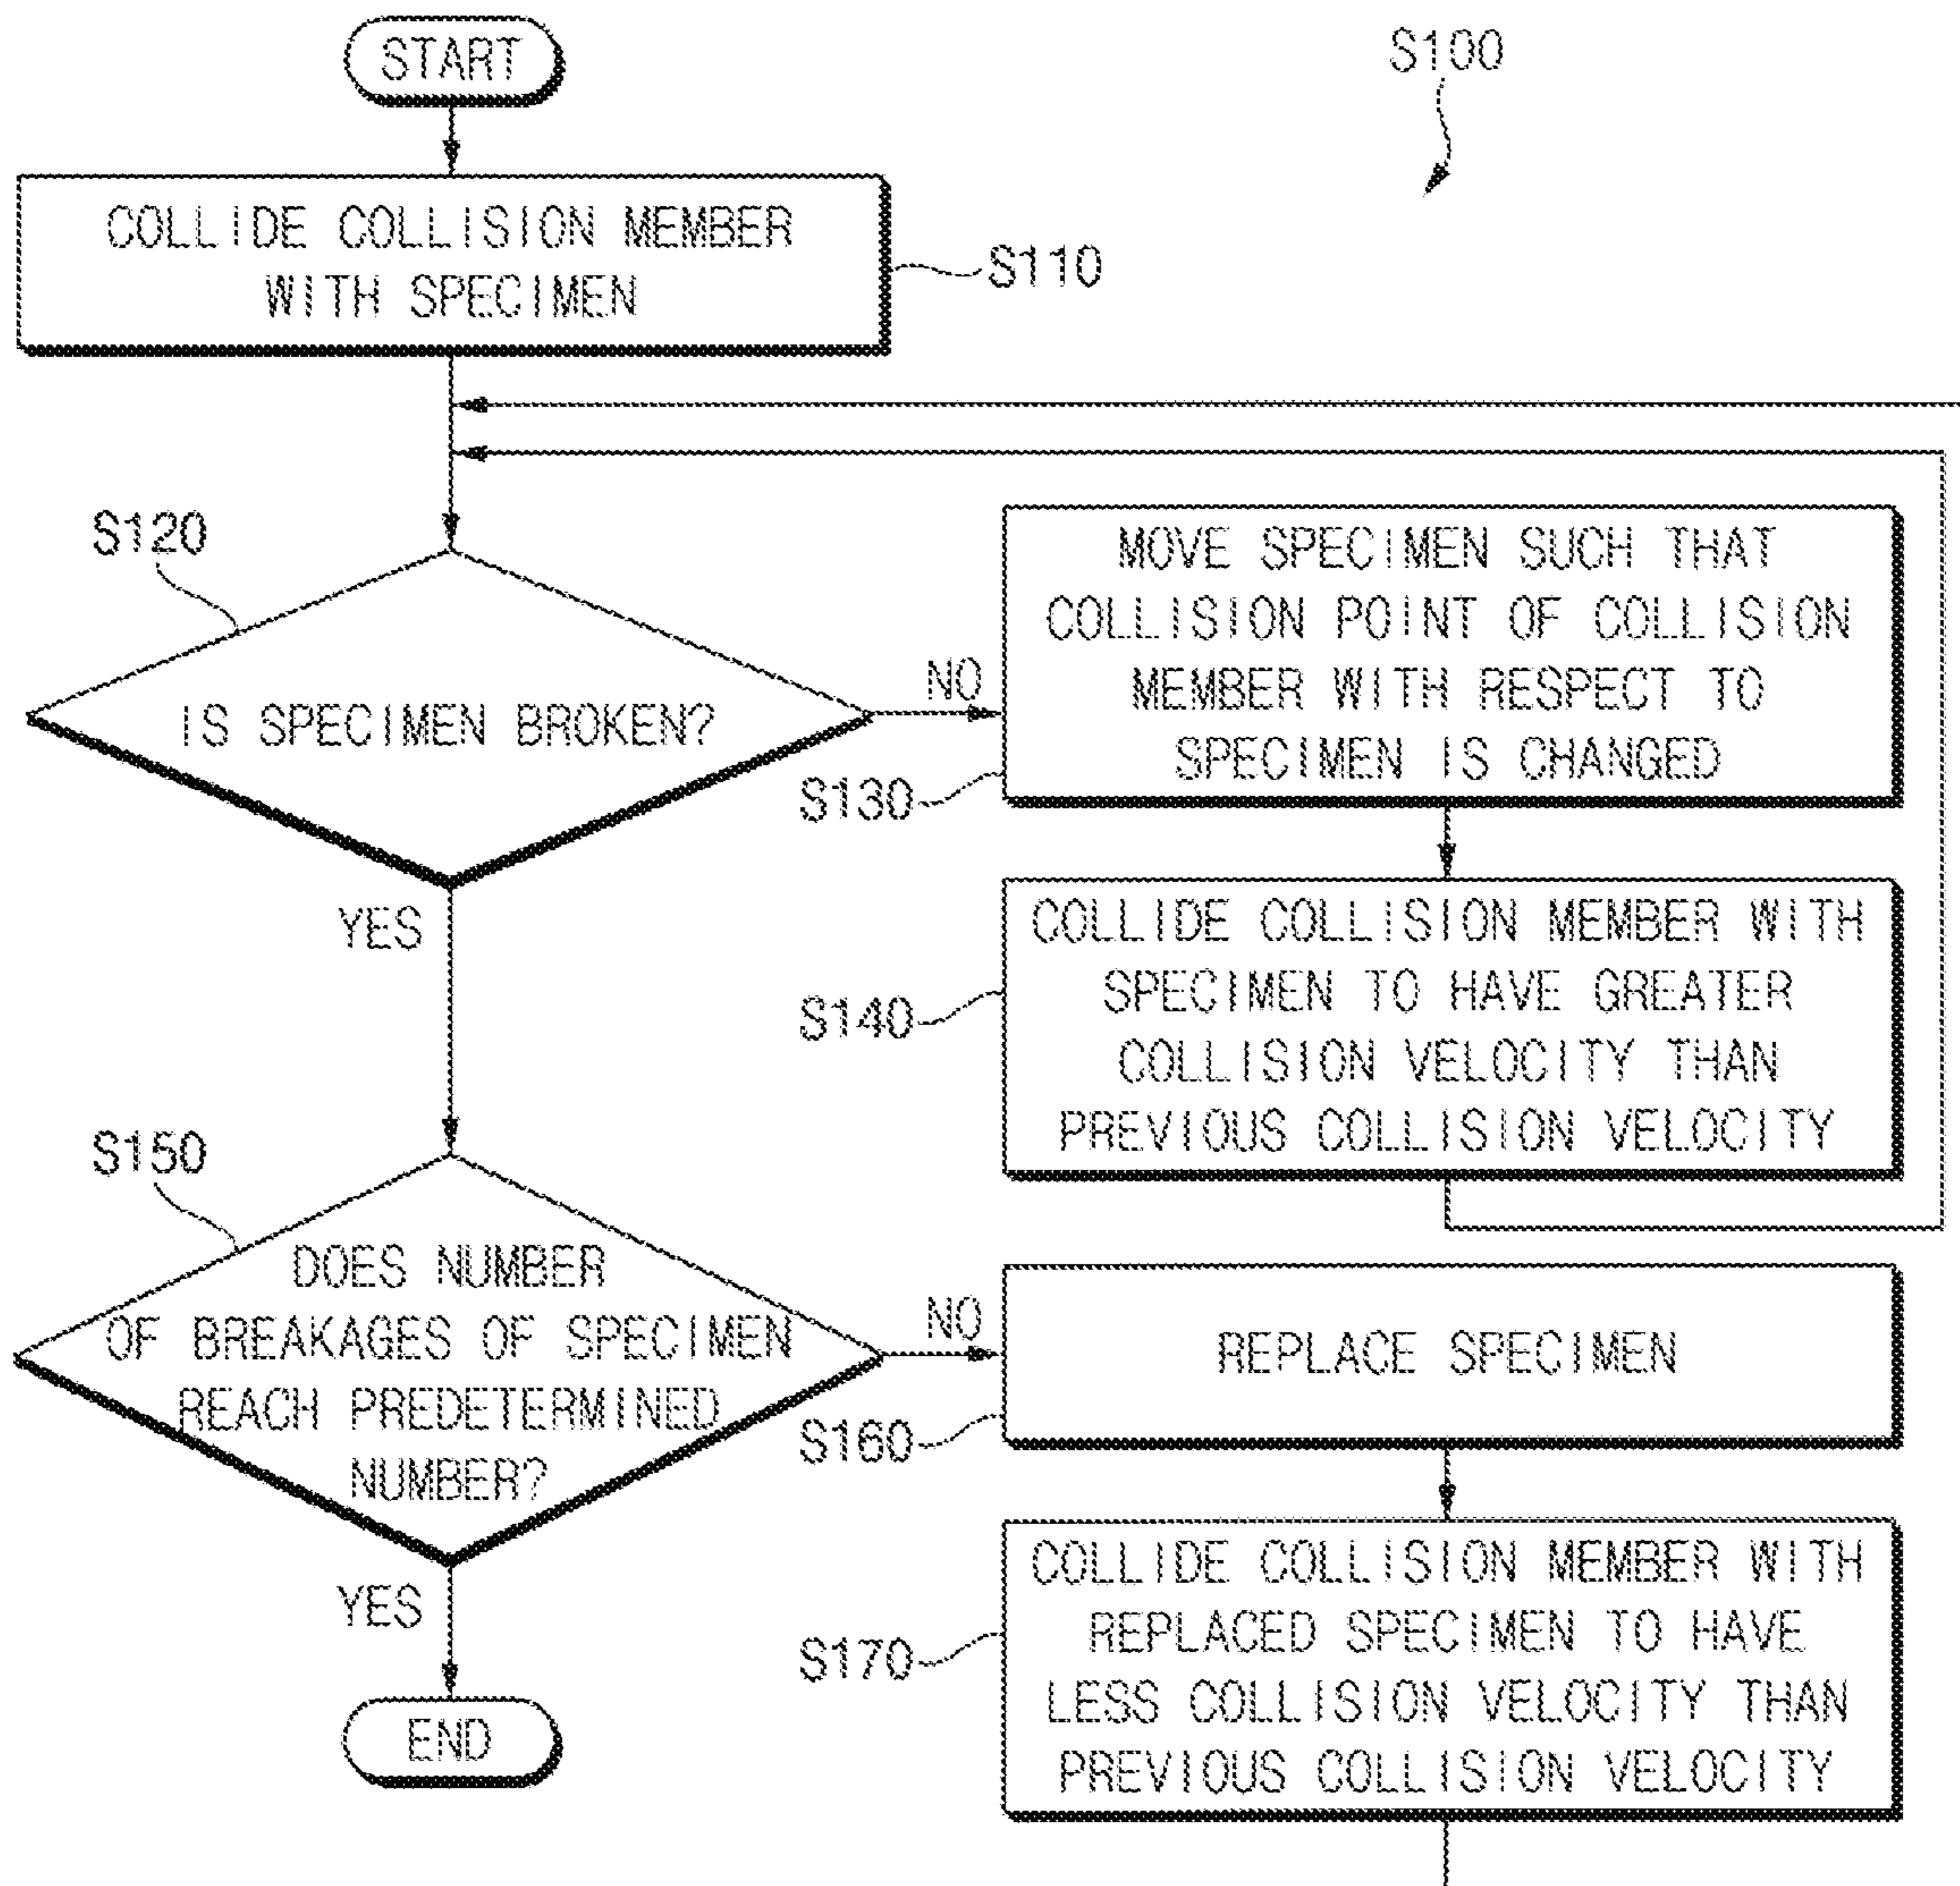 START
S100
COLLIDE COLLISION MEMBER
WITH SPECIMEN
S110
S120
IS SPECIMEN BROKEN?
NO
YES
MOVE SPECIMEN SUCH THAT
COLLISION POINT OF COLLISION
MEMBER WITH RESPECT TO
SPECIMEN IS CHANGED
S130
COLLIDE COLLISION MEMBER WITH
SPECIMEN TO HAVE GREATER
COLLISION VELOCITY THAN
PREVIOUS COLLISION VELOCITY
S140
S150
DOES NUMBER
OF BREAKAGES OF SPECIMEN
REACH PREDETERMINED
NUMBER?
NO
YES
REPLACE SPECIMEN
S160
COLLIDE COLLISION MEMBER WITH
REPLACED SPECIMEN TO HAVE
LESS COLLISION VELOCITY THAN
PREVIOUS COLLISION VELOCITY
S170
END